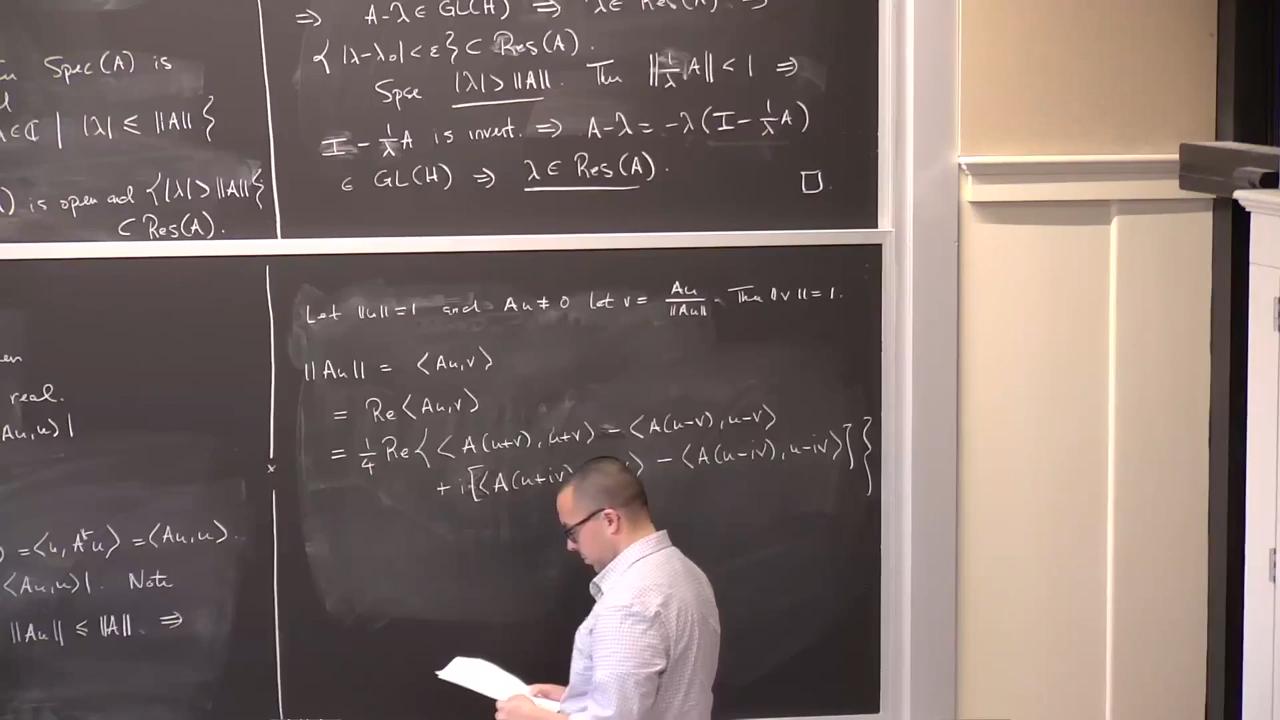 Spec(A) is
∈ℂ | |λ| ≤ ||A|| }
) is open and {|λ| > ||A||}
⊂ Res(A).
⇒ A-λ ∈ GL(H) ⇒ λ ∈ Res(A) ⇒
{ |λ-λ₀| < ε } ⊂ Res(A).
Spse |λ| > ||A||. Then ||1/λ A|| < 1 ⇒
I - 1/λ A is invert. ⇒ A-λ = -λ(I - 1/λ A)
∈ GL(H) ⇒ λ ∈ Res(A). □.
real.
Au,u⟩|
= ⟨u, A*u⟩ = ⟨Au,u⟩.
⟨Au,u⟩|. Note
||Au|| ≤ ||A||. ⇒
Let ||u|| = 1 and Au ≠ 0 Let v = Au/||Au||. Then ||v|| = 1.
||Au|| = ⟨Au,v⟩
= Re⟨Au,v⟩
= 1/4 Re{ ⟨A(u+v), u+v⟩ - ⟨A(u-v), u-v⟩
+ i[⟨A(u+iv) ⟩ - ⟨A(u-iv), u-iv⟩] }